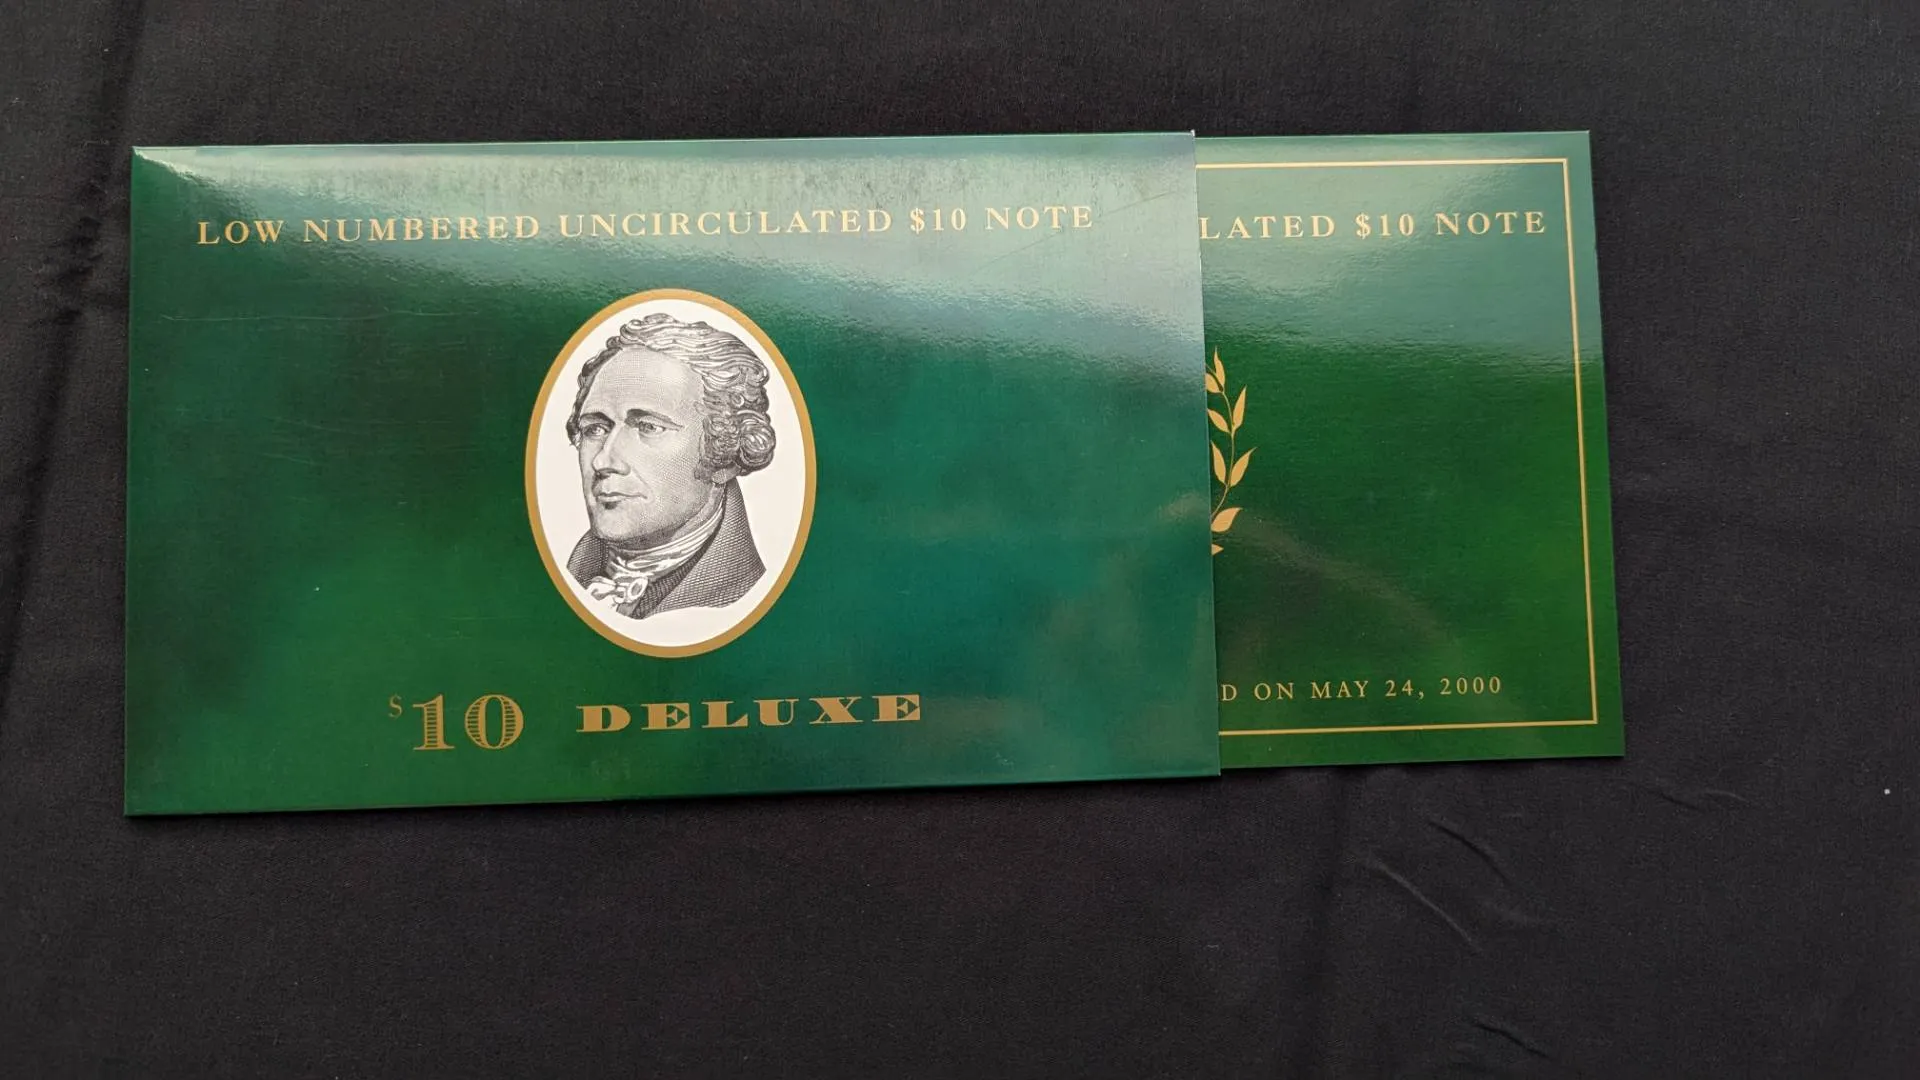 LOW NUMBERED UNCIRCULATED $10 NOTE
$10 DELUXE
LATED $10 NOTE
D ON MAY 24, 2000